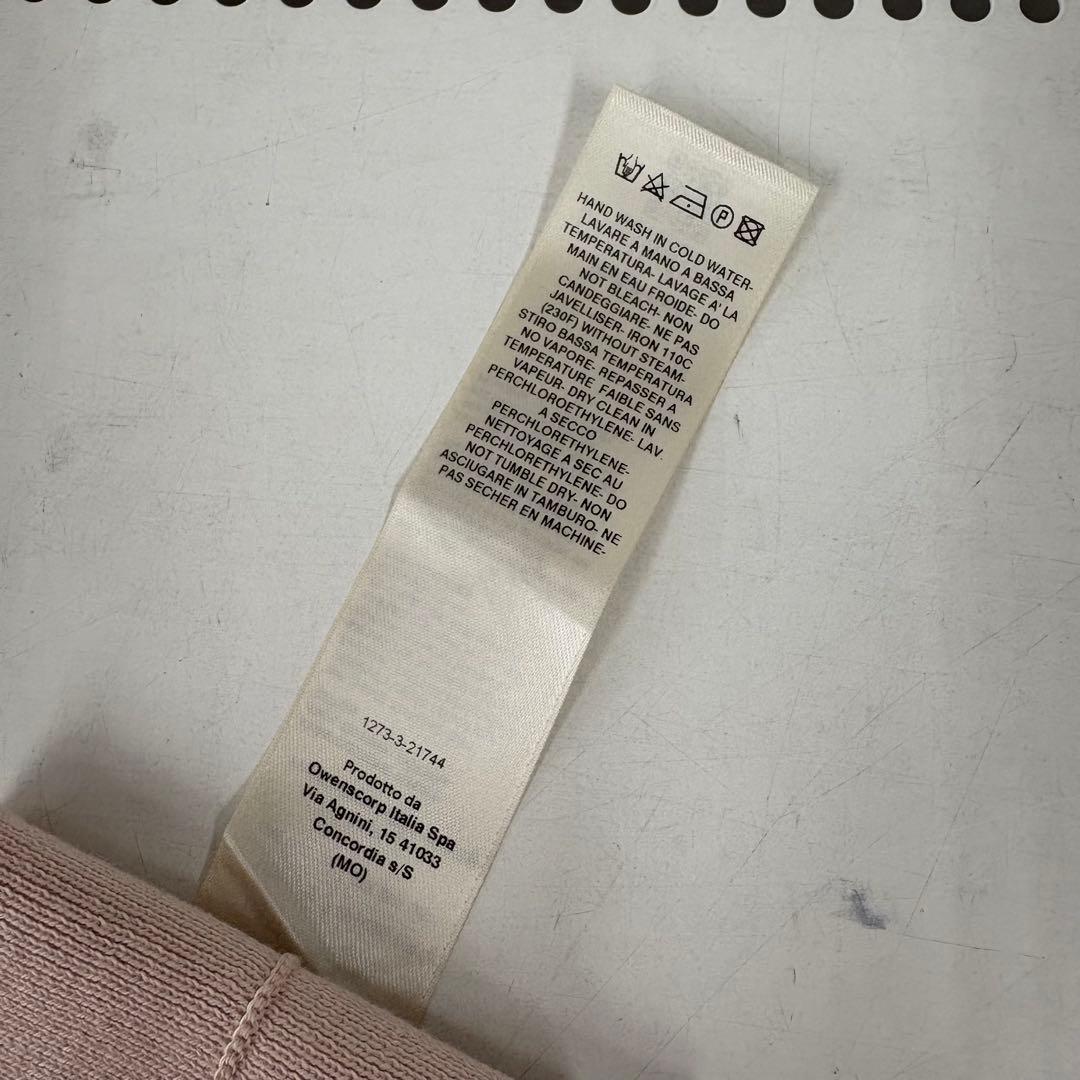 P
HAND WASH IN COLD WATER-
LAVARE A MANO A BASSA
TEMPERATURA- LAVAGE A' LA
MAIN EN EAU FROIDE- DO
NOT BLEACH- NON
CANDEGGIARE- NE PAS
JAVELLISER- IRON 110C
(230F) WITHOUT STEAM-
STIRO BASSA TEMPERATURA
NO VAPORE- REPASSER A
TEMPERATURE FAIBLE SANS
VAPEUR- DRY CLEAN IN
PERCHLOROETHYLENE- LAV.
A SECCO
PERCHLORETHYLENE-
NETTOYAGE A SEC AU
PERCHLORETHYLENE- DO
NOT TUMBLE DRY- NON
ASCIUGARE IN TAMBURO- NE
PAS SECHER EN MACHINE-
1273-3-21744
Prodotto da
Owenscorp Italia Spa
Via Agnini, 15 41033
Concordia s/S
(MO)